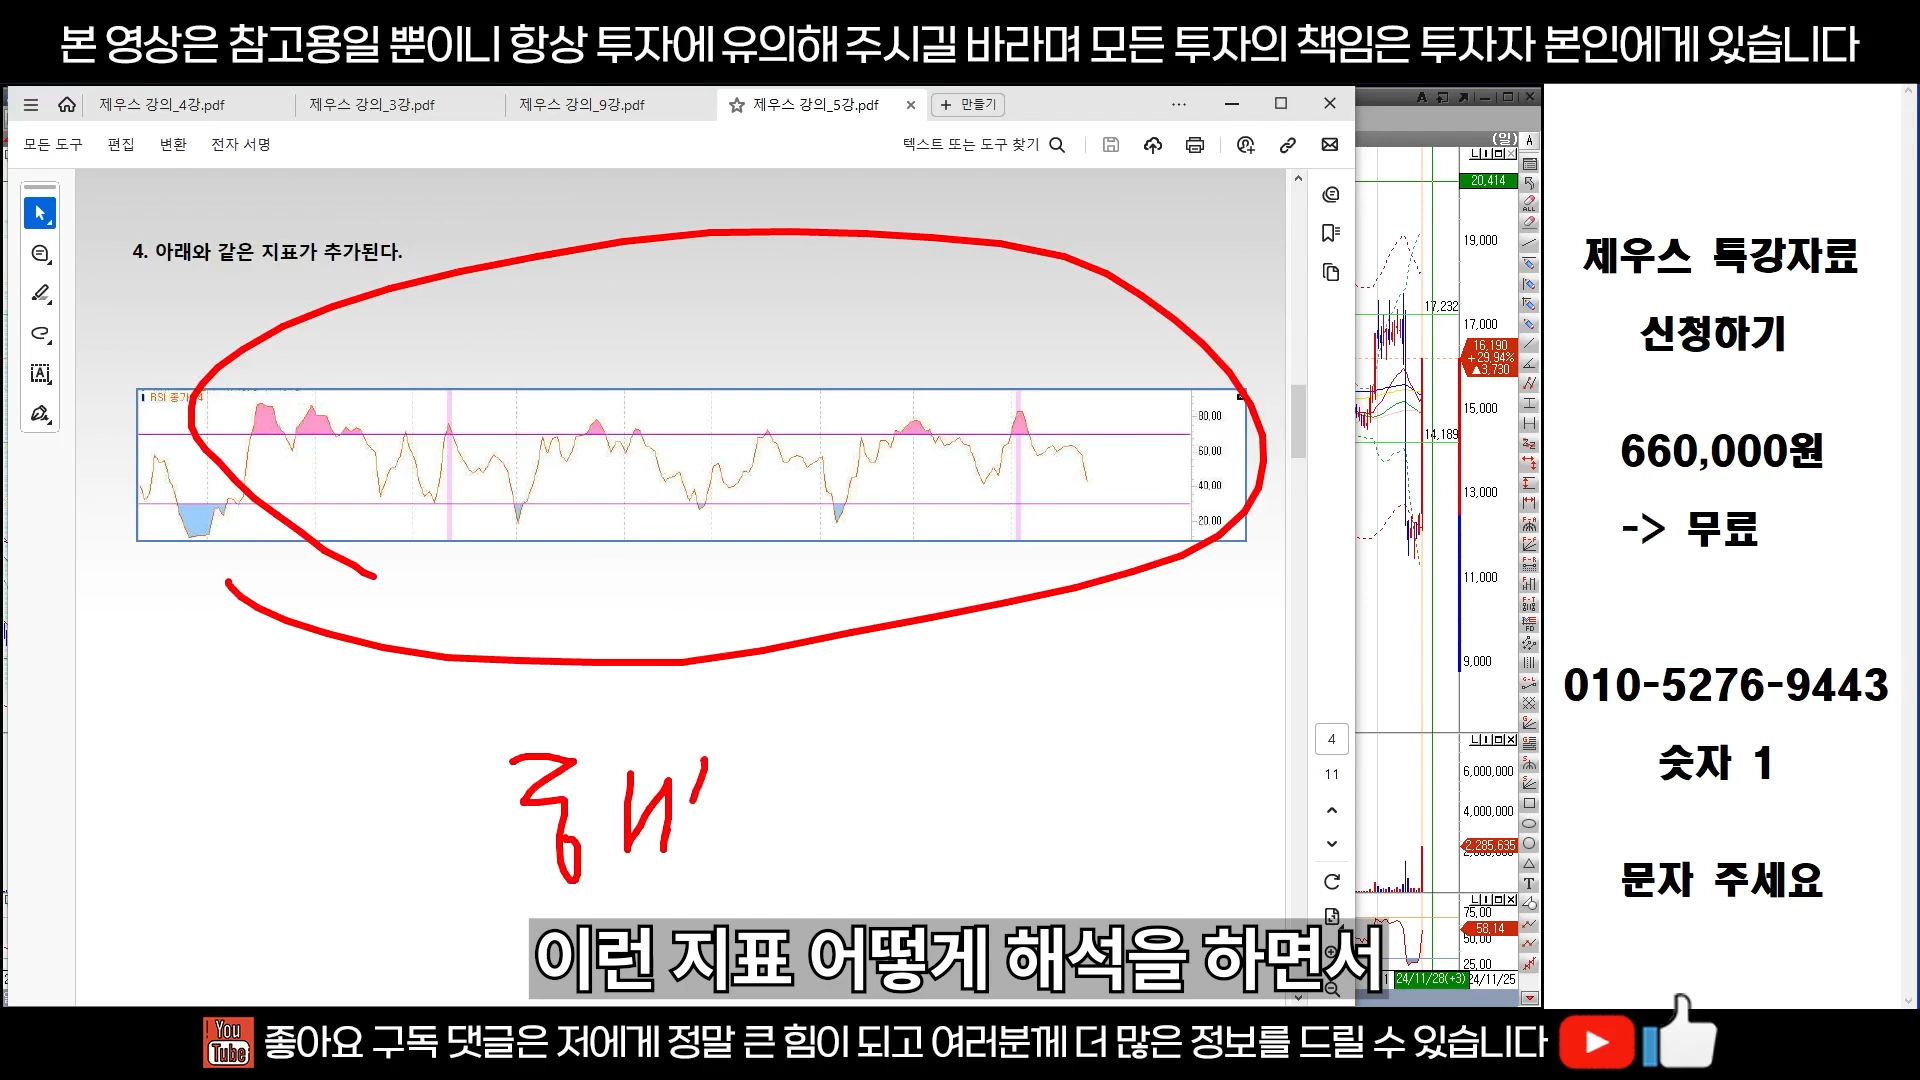 본 영상은 참고용일 뿐이니 항상 투자에 유의해 주시길 바라며 모든 투자의 책임은 투자자 본인에게 있습니다
제우스 강의_4강.pdf
제우스 강의_3강.pdf
제우스 강의_9강.pdf
제우스 강의_5강.pdf
만들기
모든 도구
편집
변환
전자 서명
텍스트 또는 도구 찾기
4. 아래와 같은 지표가 추가된다.
80.00
60.00
40.00
20.00
4
11
(일)
20,414
19,000
17,232
17,000
16,190
+29,94%
▲3,730
15,000
14,189
13,000
11,000
9,000
6,000,000
4,000,000
2,285,635
75,00
58,14
50,00
25,00
24/11/28(+3)
24/11/25
제우스 특강자료
신청하기
660,000원
-> 무료
010-5276-9443
숫자 1
문자 주세요
이런 지표 어떻게 해석을 하면서
You Tube
좋아요 구독 댓글은 저에게 정말 큰 힘이 되고 여러분께 더 많은 정보를 드릴 수 있습니다